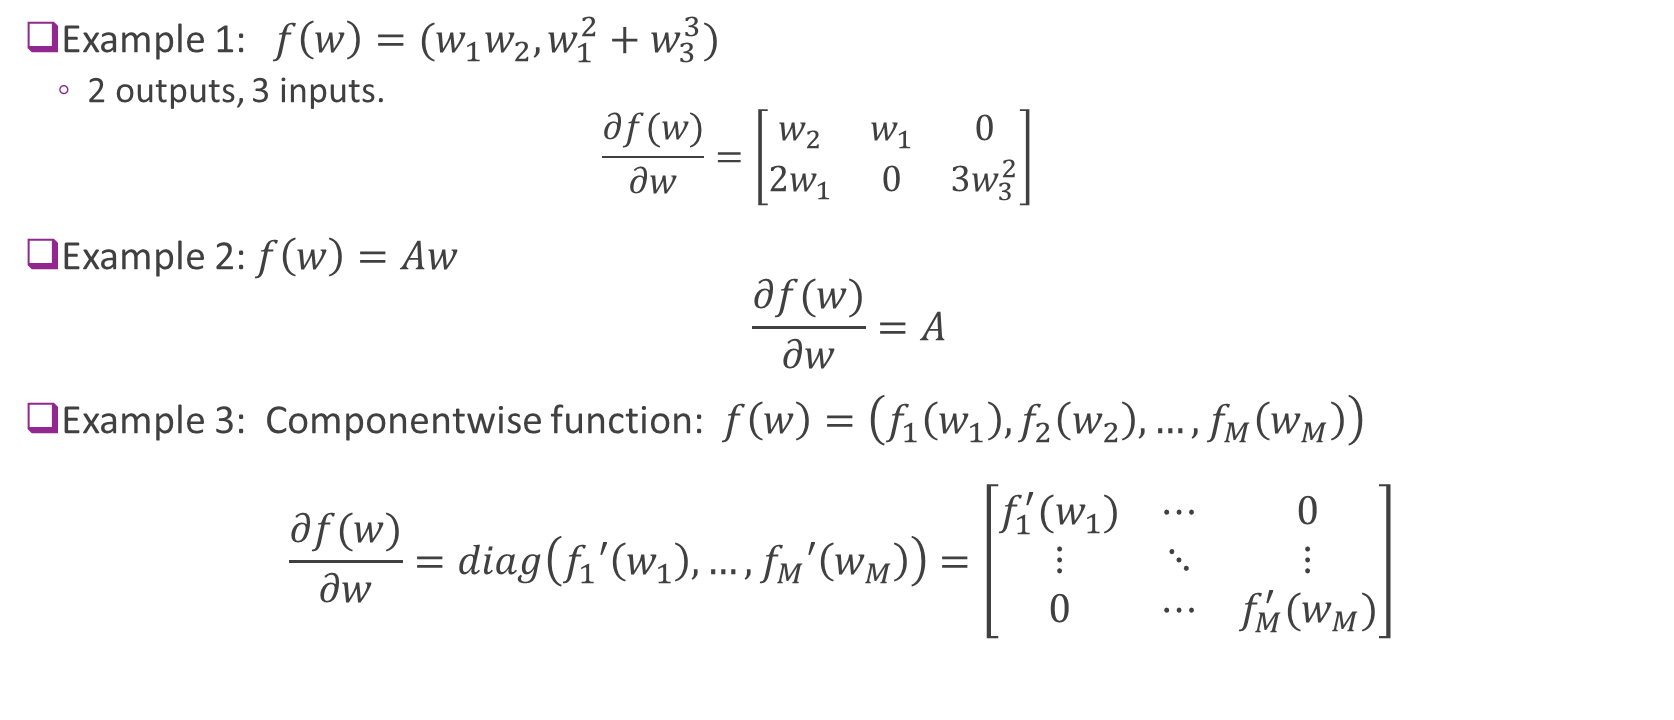 ❑Example 1: f(w) = (w₁w₂, w₁² + w₃³)
◦ 2 outputs, 3 inputs.
∂f(w)/∂w = [w₂ w₁ 0; 2w₁ 0 3w₃²]
❑Example 2: f(w) = Aw
∂f(w)/∂w = A
❑Example 3: Componentwise function: f(w) = (f₁(w₁), f₂(w₂), …, f_M(w_M))
∂f(w)/∂w = diag(f₁′(w₁), …, f_M′(w_M)) = [f₁′(w₁) ⋯ 0; ⋮ ⋱ ⋮; 0 ⋯ f_M′(w_M)]